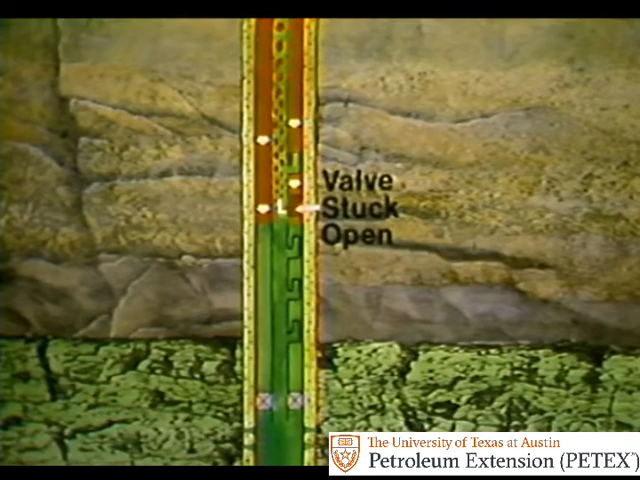 Valve
Stuck
Open
The University of Texas at Austin
Petroleum Extension (PETEX®)